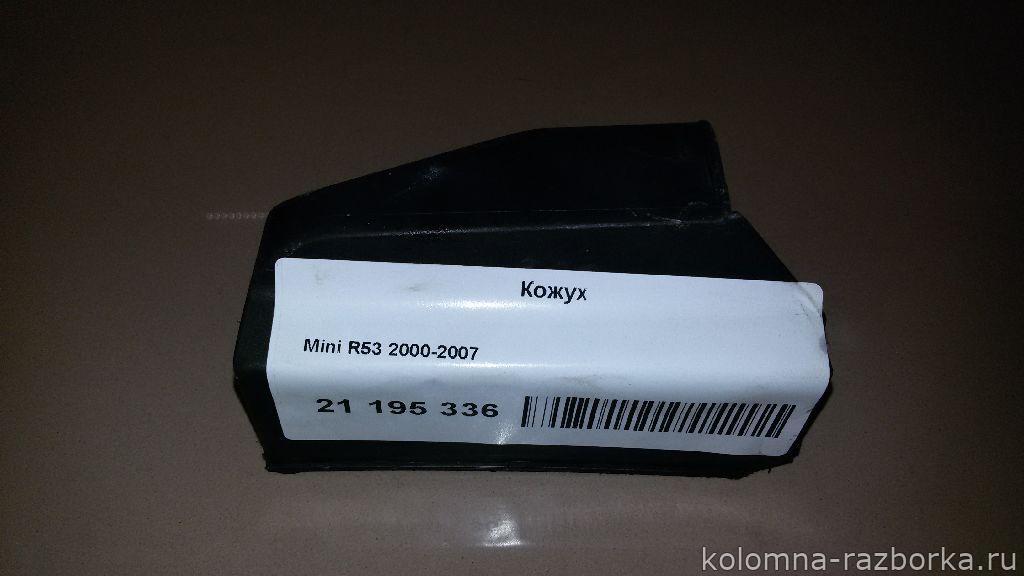 Кожух
Mini R53 2000-2007
21 195 336
kolomna-razborka.ru